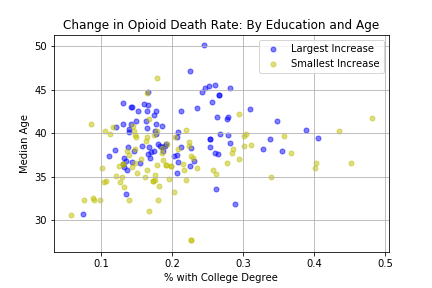 Change in Opioid Death Rate: By Education and Age
Largest Increase
Smallest Increase
50
45
40
35
30
Median Age
0.1
0.2
0.3
0.4
0.5
% with College Degree